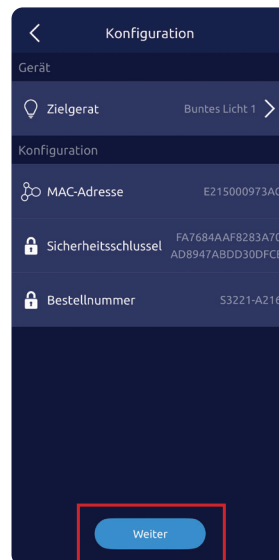 Konfiguration
Gerät
Zielgerat Buntes Licht 1
Konfiguration
MAC-Adresse E215000973AC
Sicherheitsschlussel FA7684AAF8283A70
AD8947ABDD30DFCE
Bestellnummer S3221-A216
Weiter